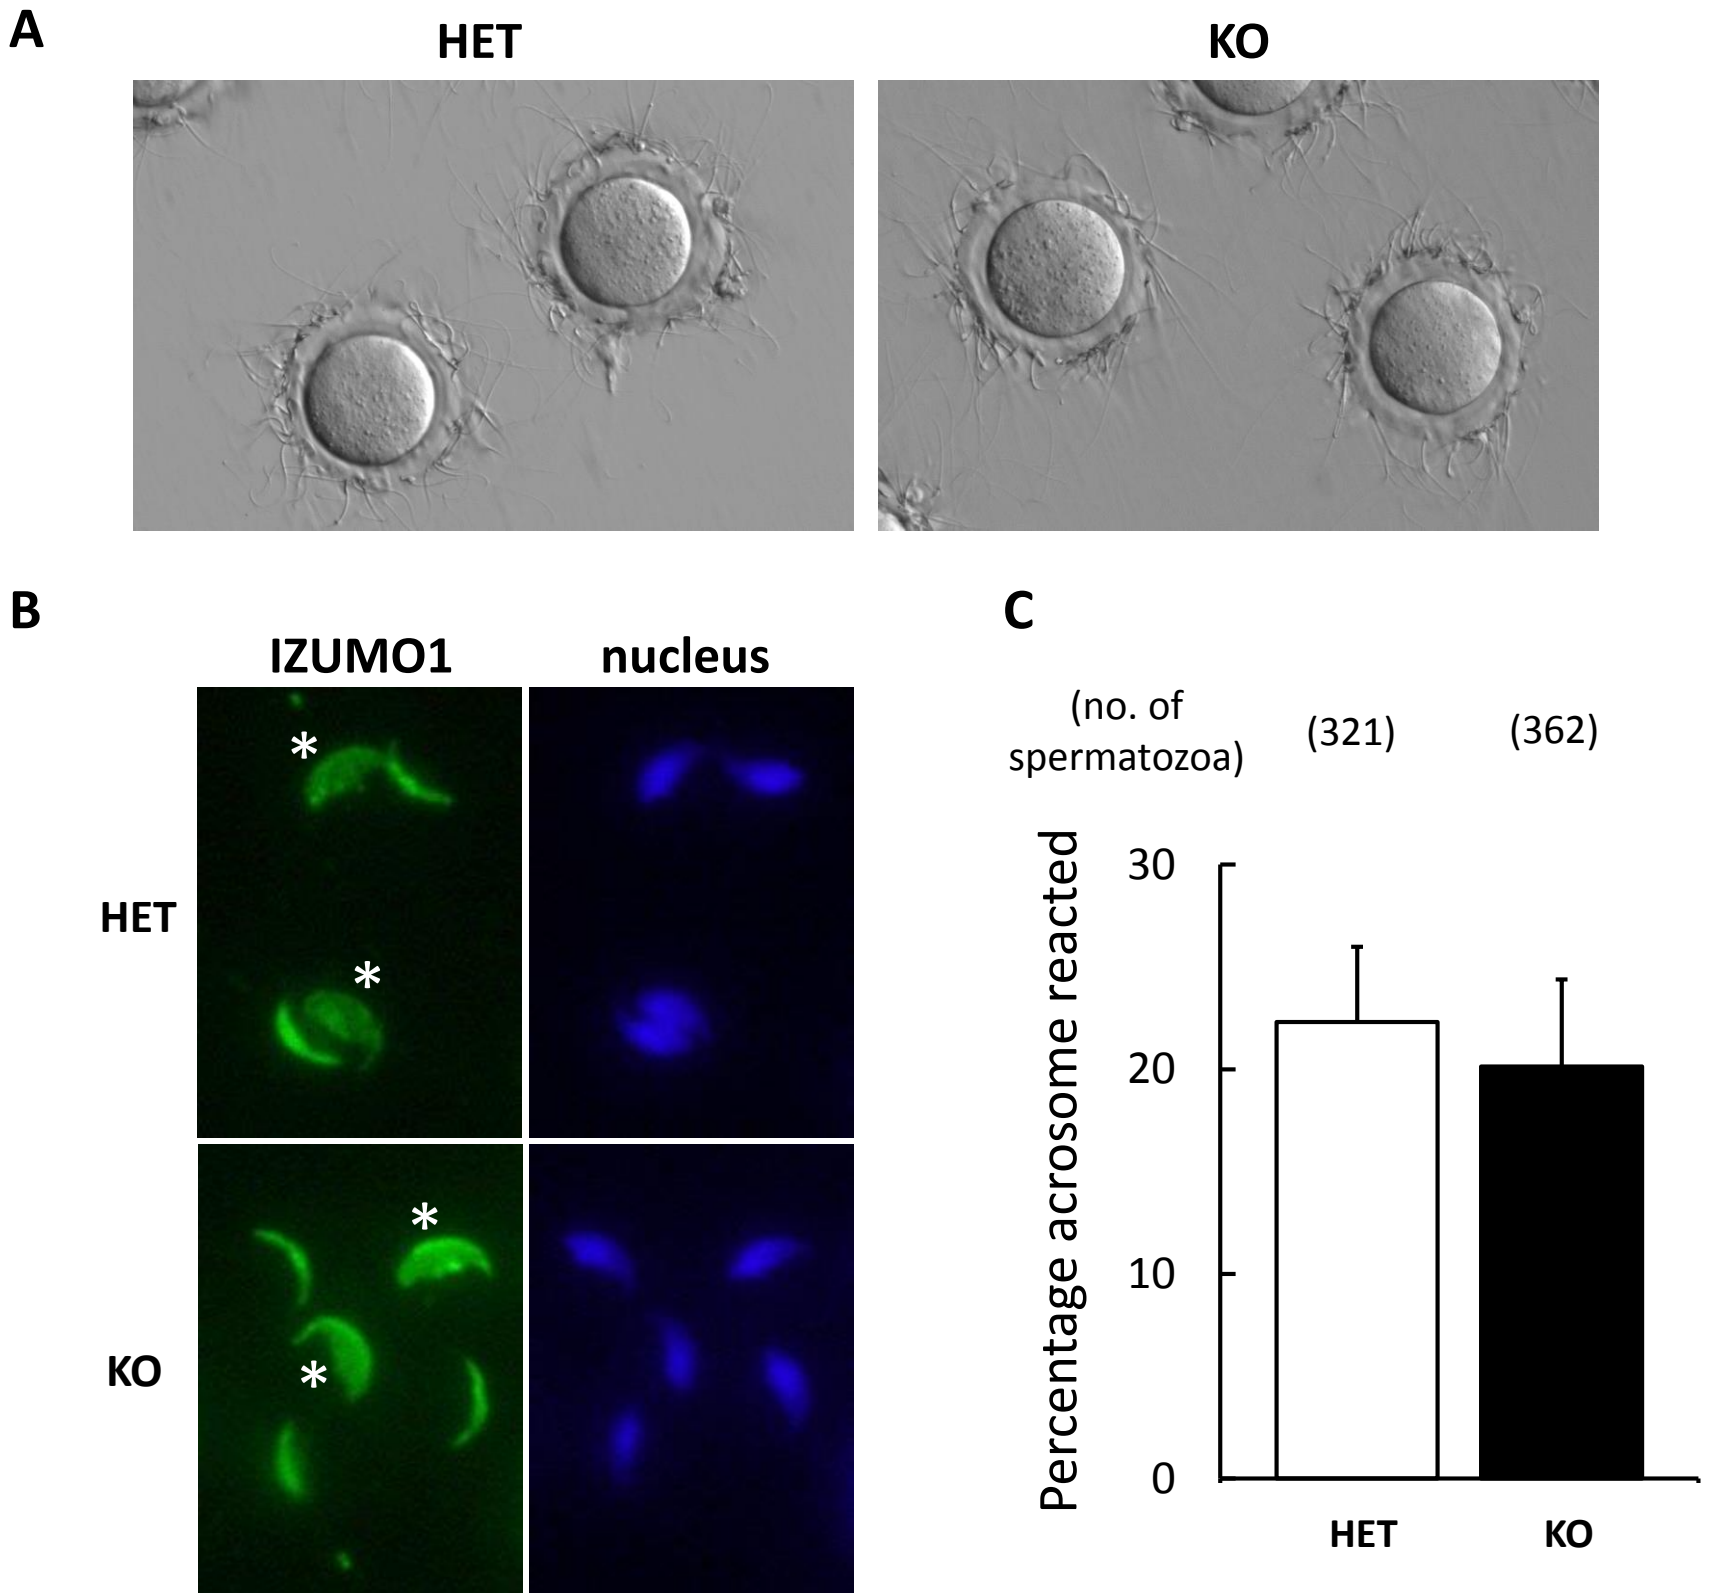 A
HET
KO
B
IZUMO1
nucleus
*
*
HET
*
*
KO
C
(no. of
spermatozoa)
(321)
(362)
Percentage acrosome reacted
30
20
10
0
HET
KO